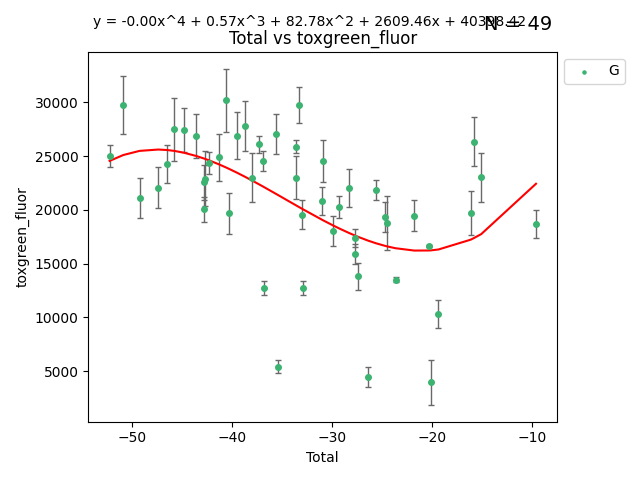 y = -0.00x^4 + 0.57x^3 + 82.78x^2 + 2609.46x + 40398.42
N = 49
Total vs toxgreen_fluor
G
30000
25000
20000
15000
10000
5000
toxgreen_fluor
−50
−40
−30
−20
−10
Total